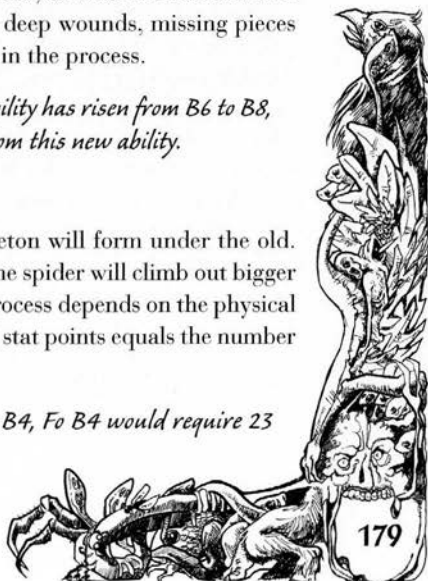 deep wounds, missing pieces
in the process.
ility has risen from B6 to B8,
om this new ability.
eton will form under the old.
ne spider will climb out bigger
rocess depends on the physical
stat points equals the number
B4, Fo B4 would require 23
179